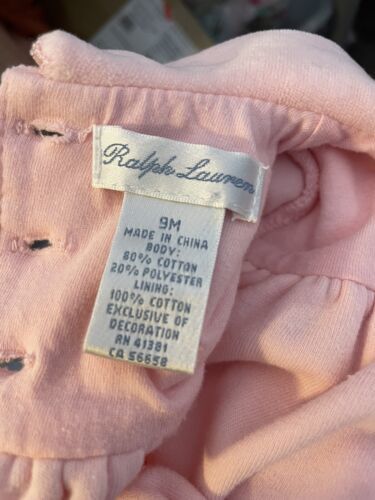 Ralph Lauren
9M
MADE IN CHINA
BODY:
80% COTTON
20% POLYESTER
LINING:
100% COTTON
EXCLUSIVE OF
DECORATION
RN 41381
CA 56658